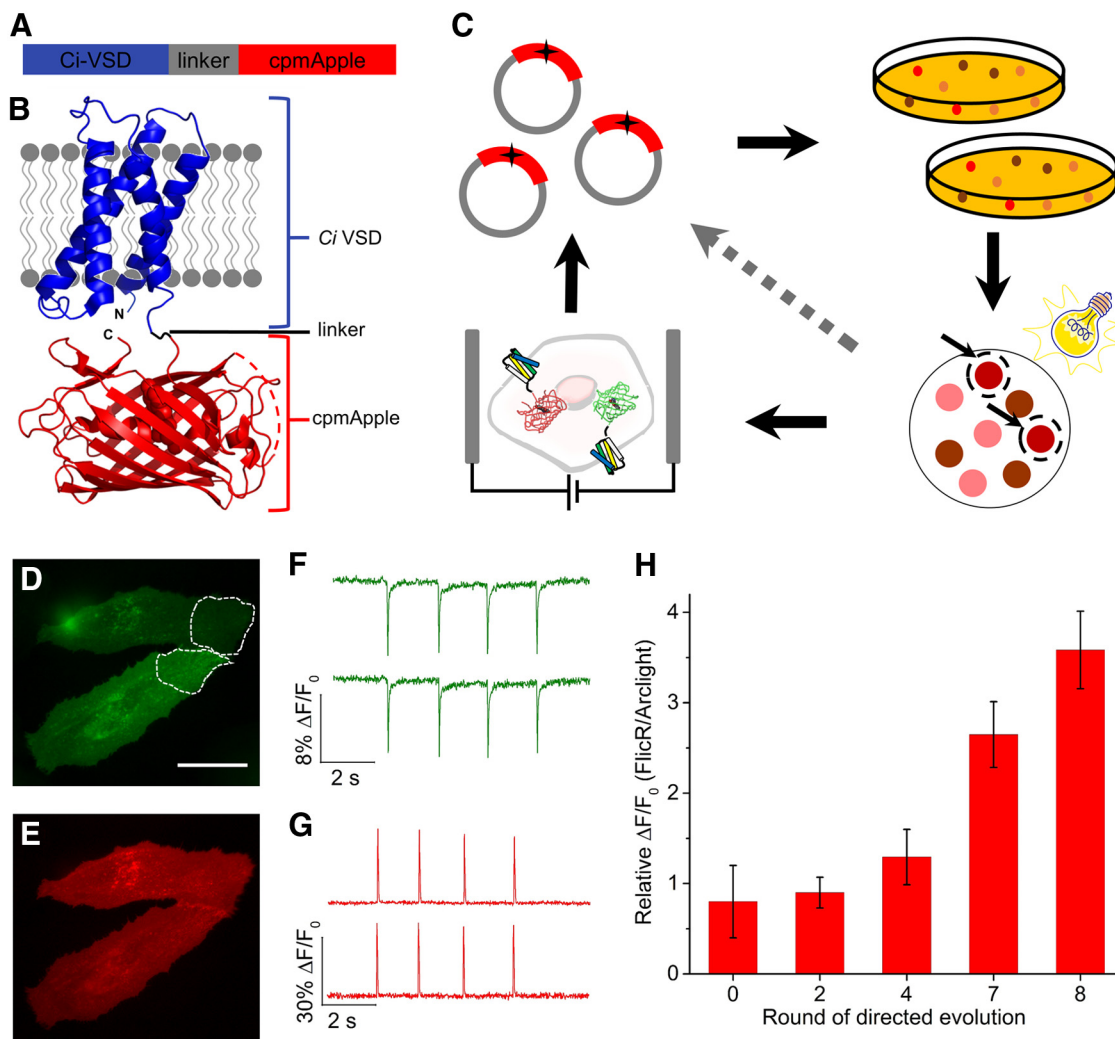 A
Ci-VSD linker cpmApple
B
N
C
Ci VSD
linker
cpmApple
C
D
E
F
8% ΔF/F₀
2 s
G
30% ΔF/F₀
2 s
H
Relative ΔF/F₀ (FlicR/Arclight)
4
3
2
1
0
0 2 4 7 8
Round of directed evolution